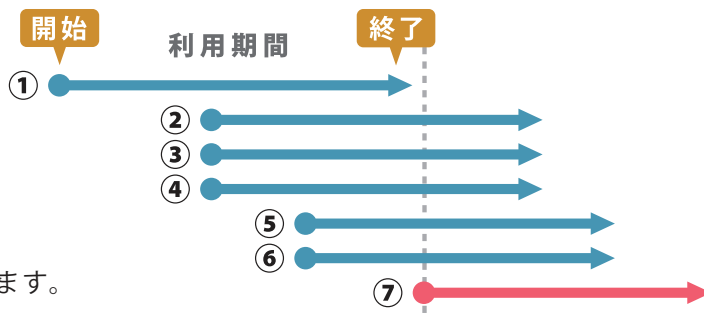 開始
利用期間
終了
①
②
③
④
⑤
⑥
ます。
⑦